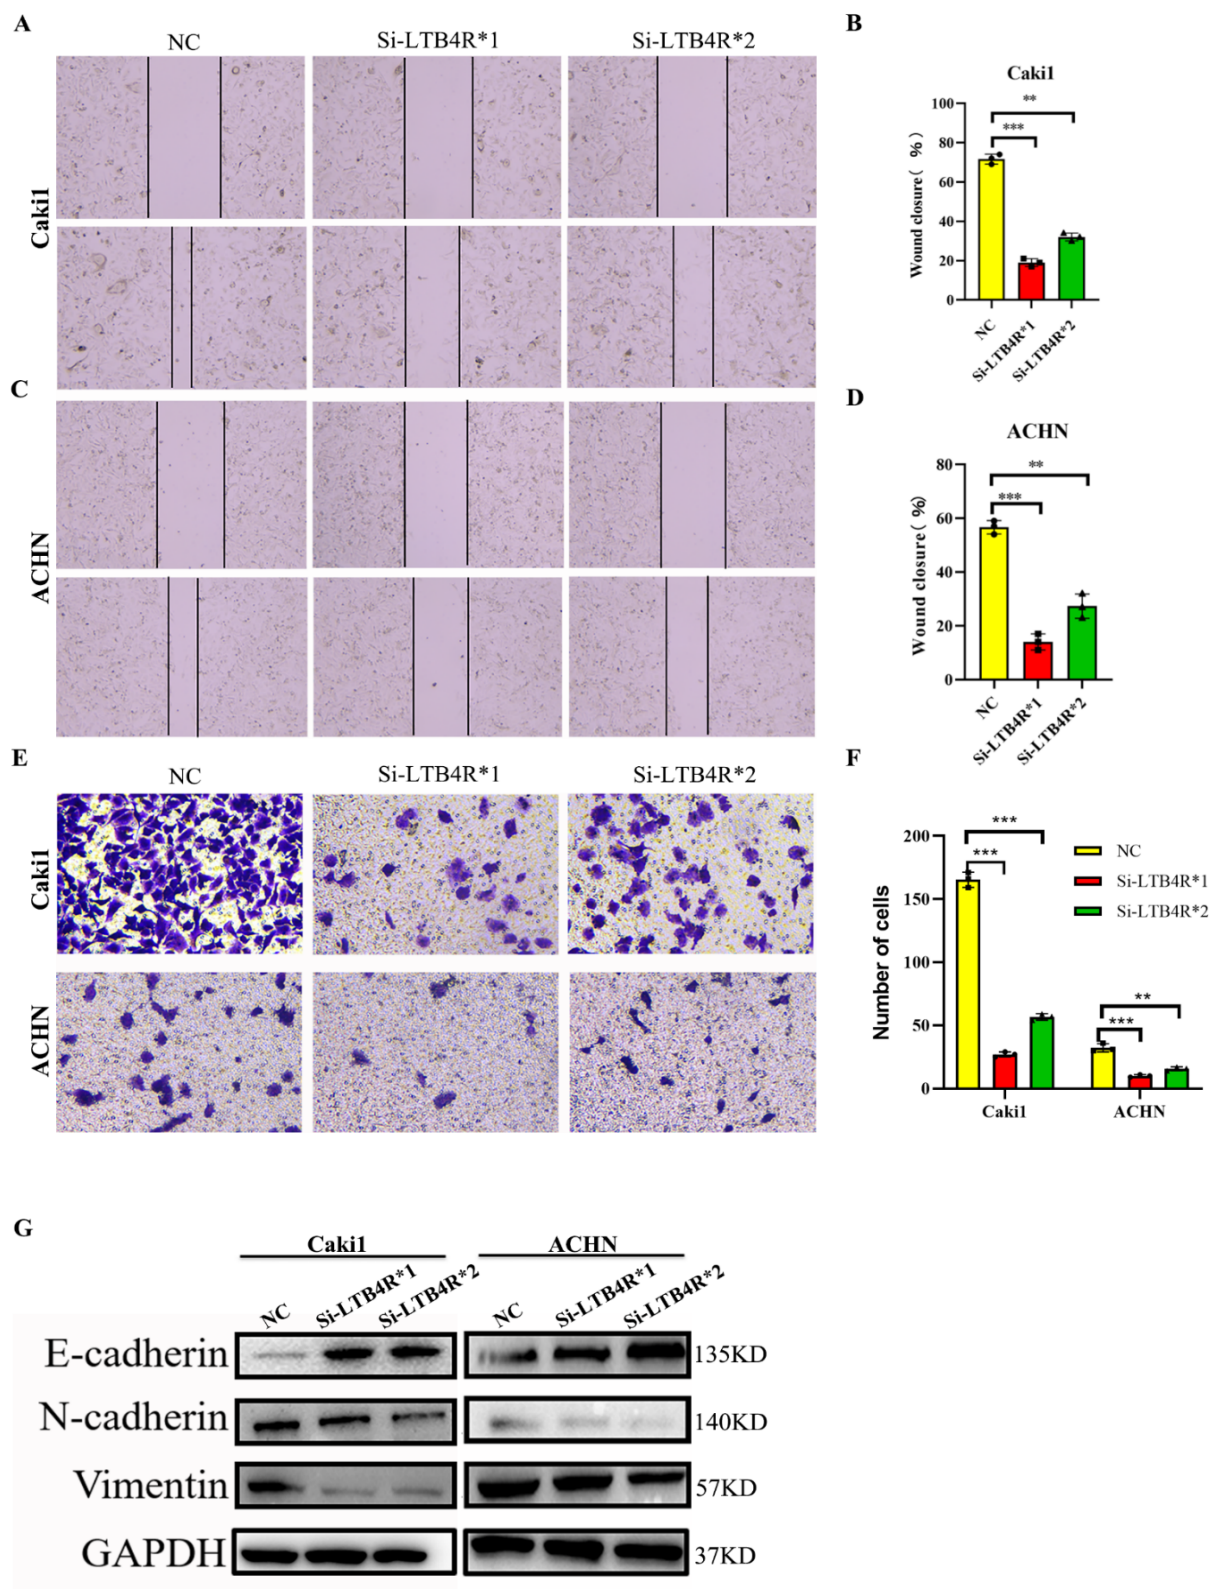 A
NC
Si-LTB4R*1
Si-LTB4R*2
Caki1
B
Caki1
Wound closure( %)
100
80
60
40
20
0
***
**
NC
Si-LTB4R*1
Si-LTB4R*2
C
ACHN
D
ACHN
Wound closure( %)
80
60
40
20
0
***
**
NC
Si-LTB4R*1
Si-LTB4R*2
E
NC
Si-LTB4R*1
Si-LTB4R*2
Caki1
ACHN
F
Number of cells
200
150
100
50
0
***
***
***
**
NC
Si-LTB4R*1
Si-LTB4R*2
Caki1
ACHN
G
Caki1
ACHN
NC
Si-LTB4R*1
Si-LTB4R*2
NC
Si-LTB4R*1
Si-LTB4R*2
E-cadherin 135KD
N-cadherin 140KD
Vimentin 57KD
GAPDH 37KD